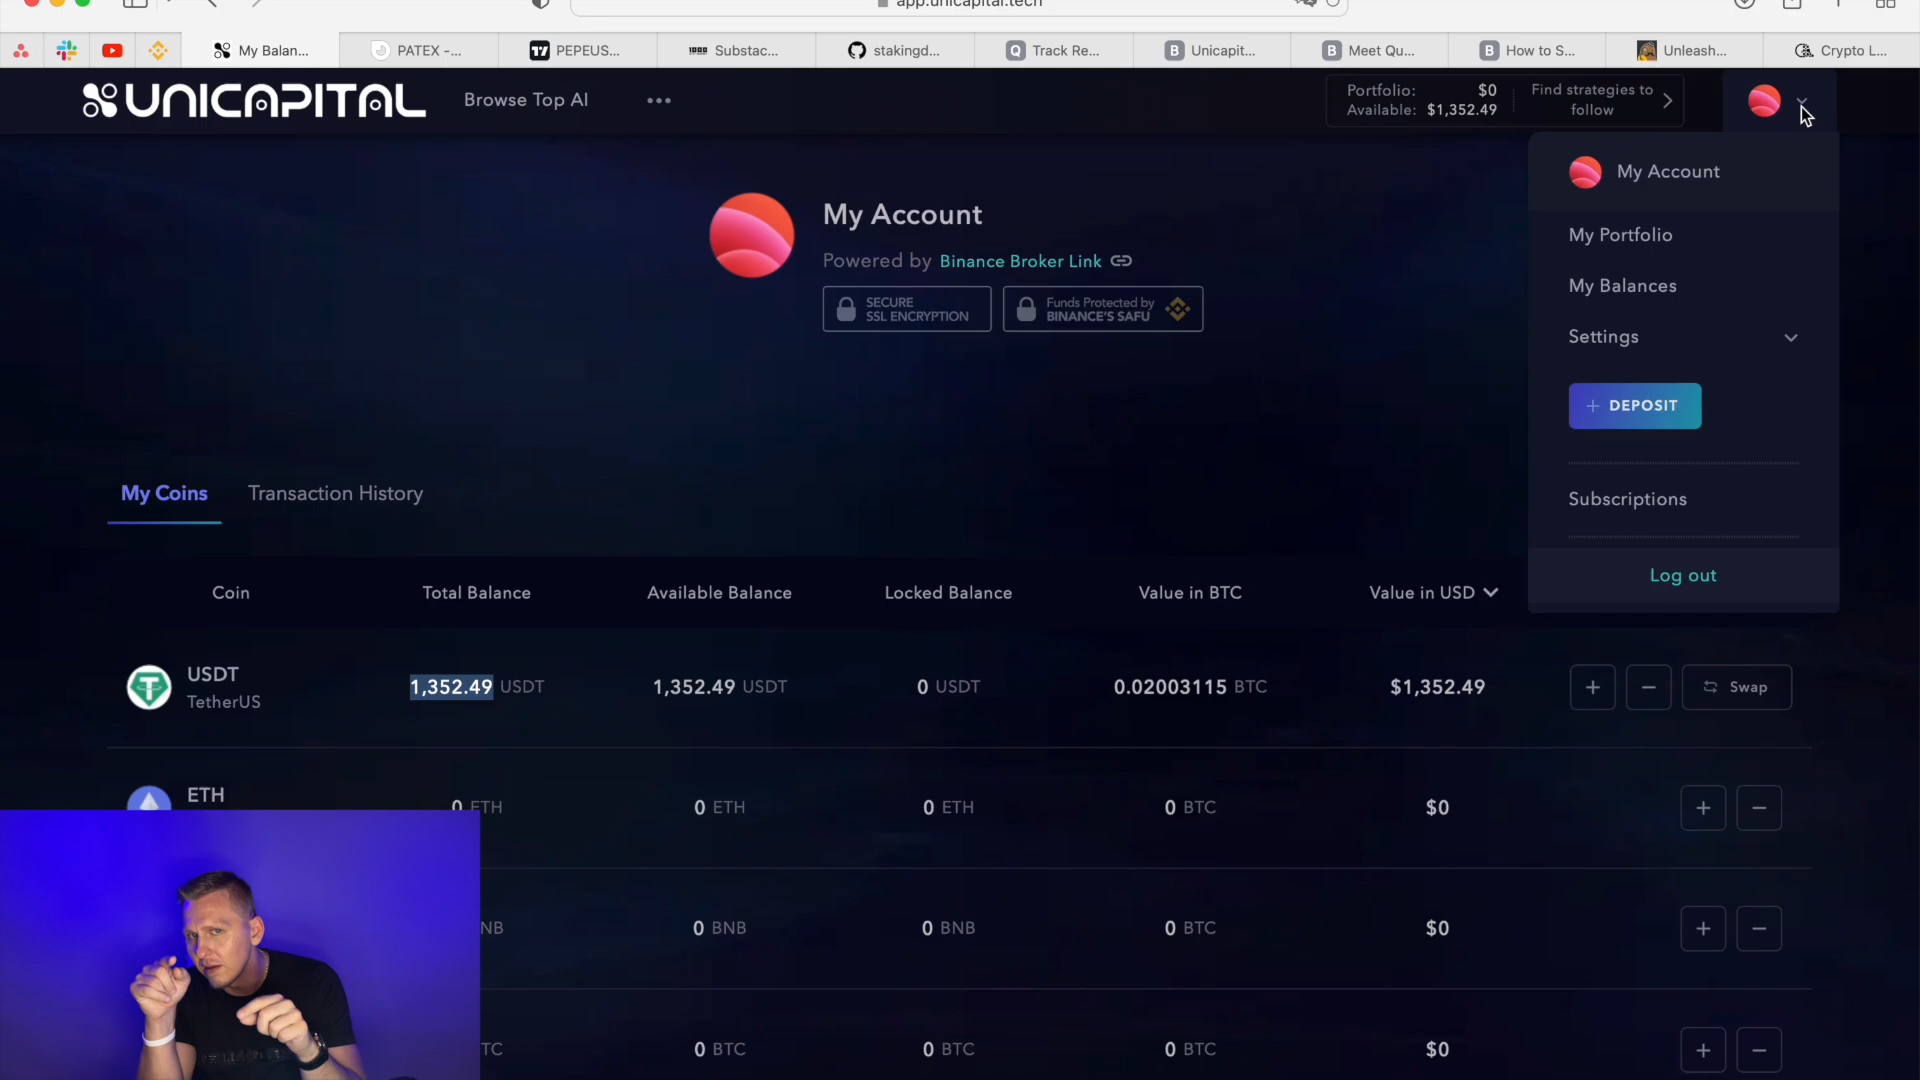 app.unicapital.tech
My Balan...
PATEX -...
PEPEUS...
Substac...
stakingd...
Track Re...
Unicapit...
Meet Qu...
How to S...
Unleash...
Crypto L...
UNICAPITAL
Browse Top AI
Portfolio: $0
Available: $1,352.49
Find strategies to
follow
My Account
My Portfolio
My Balances
Settings
+ DEPOSIT
Subscriptions
Log out
My Account
Powered by Binance Broker Link
SECURE
SSL ENCRYPTION
Funds Protected by
BINANCE'S SAFU
My Coins Transaction History
Coin Total Balance Available Balance Locked Balance Value in BTC Value in USD
USDT
TetherUS
1,352.49 USDT 1,352.49 USDT 0 USDT 0.02003115 BTC $1,352.49 + − Swap
ETH
0 ETH 0 ETH 0 ETH 0 BTC $0 + −
NB 0 BNB 0 BNB 0 BTC $0 + −
TC 0 BTC 0 BTC 0 BTC $0 + −